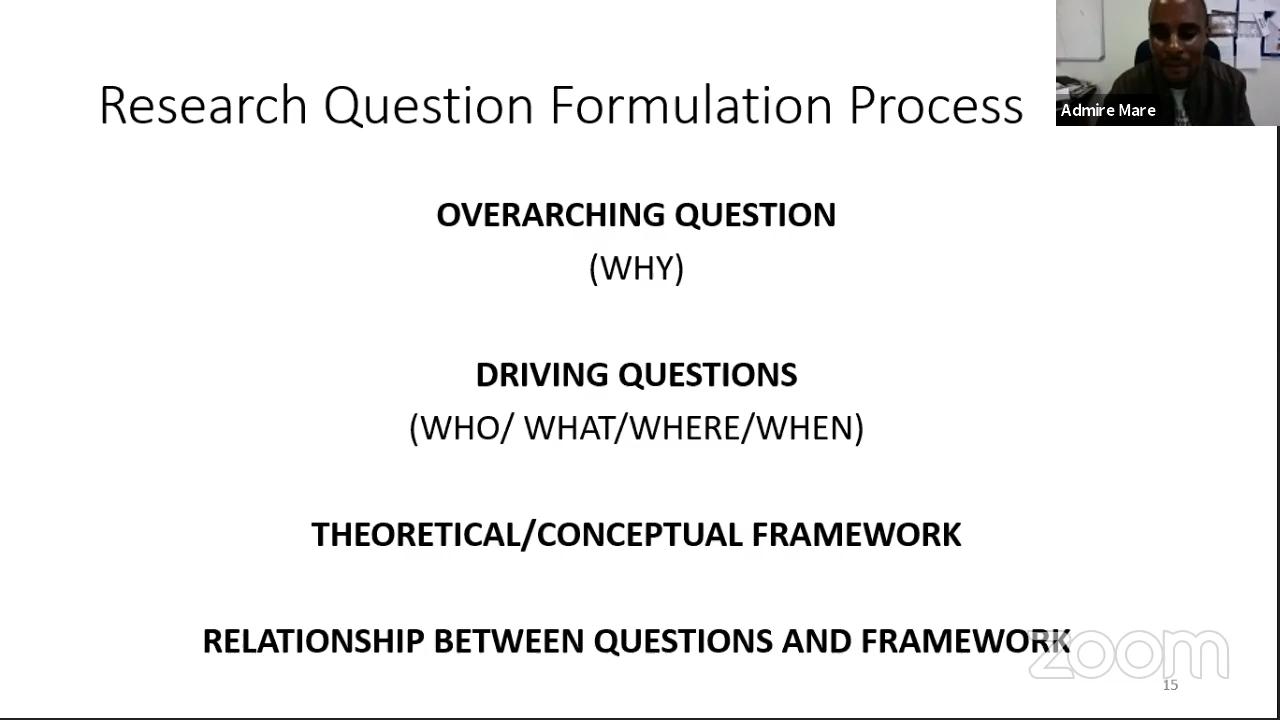 Research Question Formulation Process
Admire Mare
OVERARCHING QUESTION
(WHY)
DRIVING QUESTIONS
(WHO/ WHAT/WHERE/WHEN)
THEORETICAL/CONCEPTUAL FRAMEWORK
RELATIONSHIP BETWEEN QUESTIONS AND FRAMEWORK
zoom
15